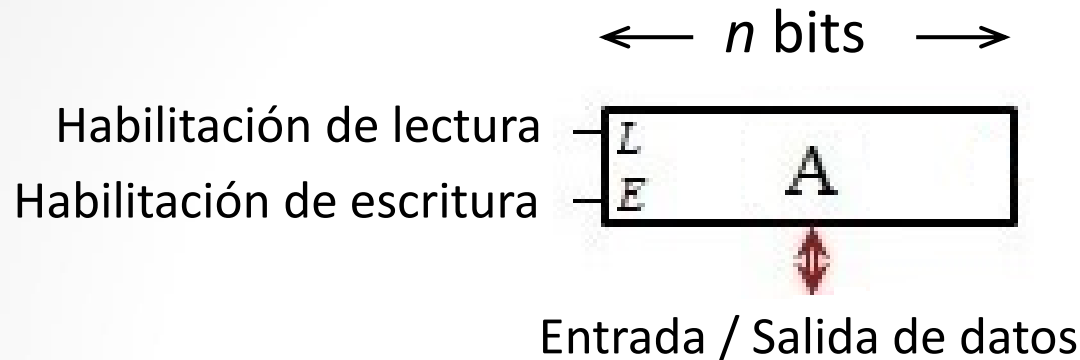 n bits
Habilitación de lectura
L
A
Habilitación de escritura
E
Entrada / Salida de datos